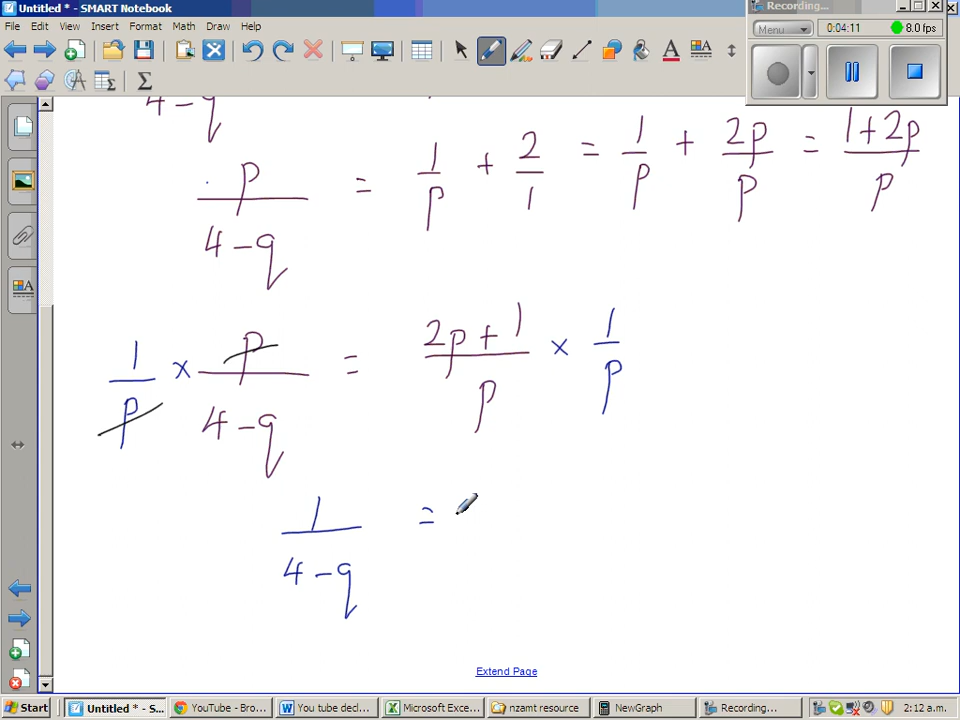 Untitled * - SMART Notebook
Recording...
File Edit View Insert Format Attach Draw Help
Menu 0:04:11 8.0 fps
4 - q
p / (4 - q) = 1/p + 2/1 = 1/p + 2p/p = (1 + 2p)/p
1/p × p/(4 - q) = (2p + 1)/p × 1/p
1/(4 - q) =
Extend Page
Start Untitled * - S... YouTube - Bro... You tube decl... Microsoft Exce... nzamt resource NewGraph Recording... 2:12 a.m.